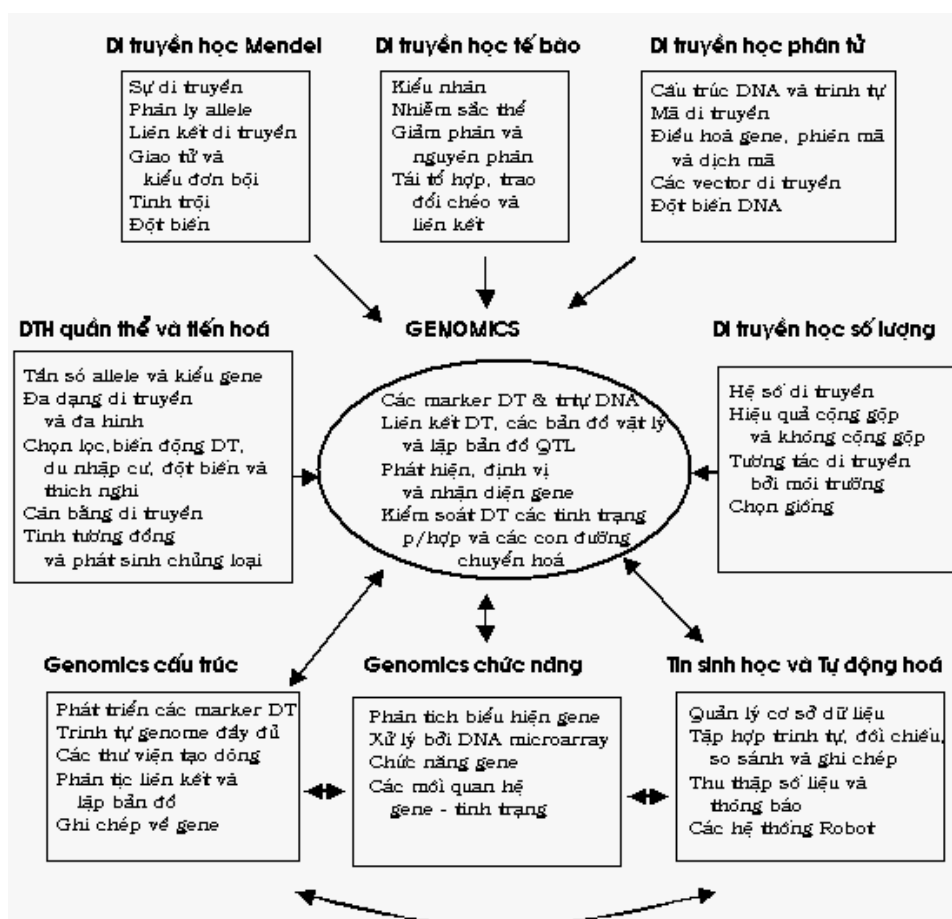 Di truyền học Mendel
Sự di truyền
Phân ly allele
Liên kết di truyền
Giao tử và
kiểu đơn bội
Tính trội
Đột biến
Di truyền học tế bào
Kiểu nhân
Nhiễm sắc thể
Giảm phân và
nguyên phân
Tái tổ hợp, trao
đổi chéo và
liên kết
Di truyền học phân tử
Cấu trúc DNA và trình tự
Mã di truyền
Điều hoà gene, phiên mã
và dịch mã
Các vector di truyền
Đột biến DNA
DTH quần thể và tiến hoá
Tần số allele và kiểu gene
Đa dạng di truyền
và đa hình
Chọn lọc, biến động DT,
du nhập cư, đột biến và
thích nghi
Cân bằng di truyền
Tính tương đồng
và phát sinh chủng loại
GENOMICS
Các marker DT & trtự DNA
Liên kết DT, các bản đồ vật lý
và lập bản đồ QTL
Phát hiện, định vị
và nhận diện gene
Kiểm soát DT các tính trạng
p/hợp và các con đường
chuyển hoá
Di truyền học số lượng
Hệ số di truyền
Hiệu quả cộng gộp
và không cộng gộp
Tương tác di truyền
bởi môi trường
Chọn giống
Genomics cấu trúc
Phát triển các marker DT
Trình tự genome đầy đủ
Các thư viện tạo dòng
Phân tịc liên kết và
lập bản đồ
Ghi chép về gene
Genomics chức năng
Phân tích biểu hiện gene
Xử lý bởi DNA microarray
Chức năng gene
Các mối quan hệ
gene - tính trạng
Tin sinh học và Tự động hoá
Quản lý cơ sở dữ liệu
Tập hợp trình tự, đối chiếu,
so sánh và ghi chép
Thu thập số liệu và
thông báo
Các hệ thống Robot